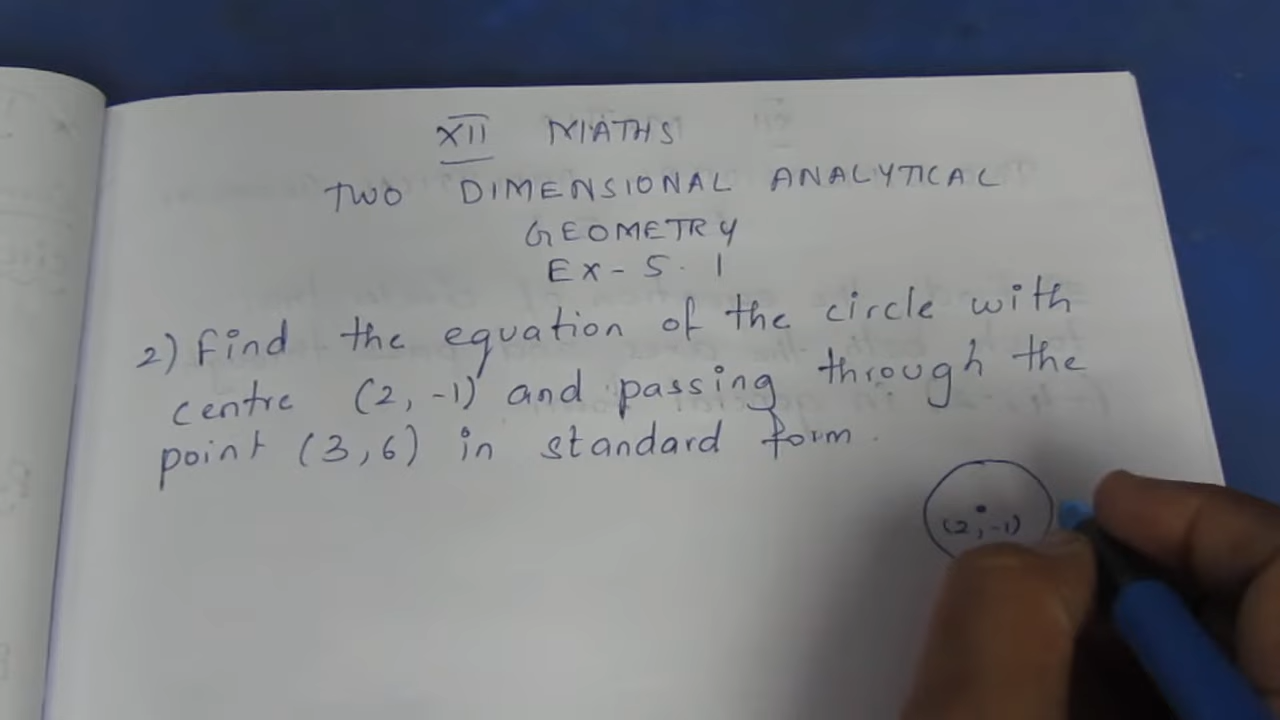 XII MATHS
TWO DIMENSIONAL ANALYTICAL
GEOMETRY
Ex-5.1
2) Find the equation of the circle with
centre (2,-1) and passing through the
point (3,6) in standard form.
(2,-1)